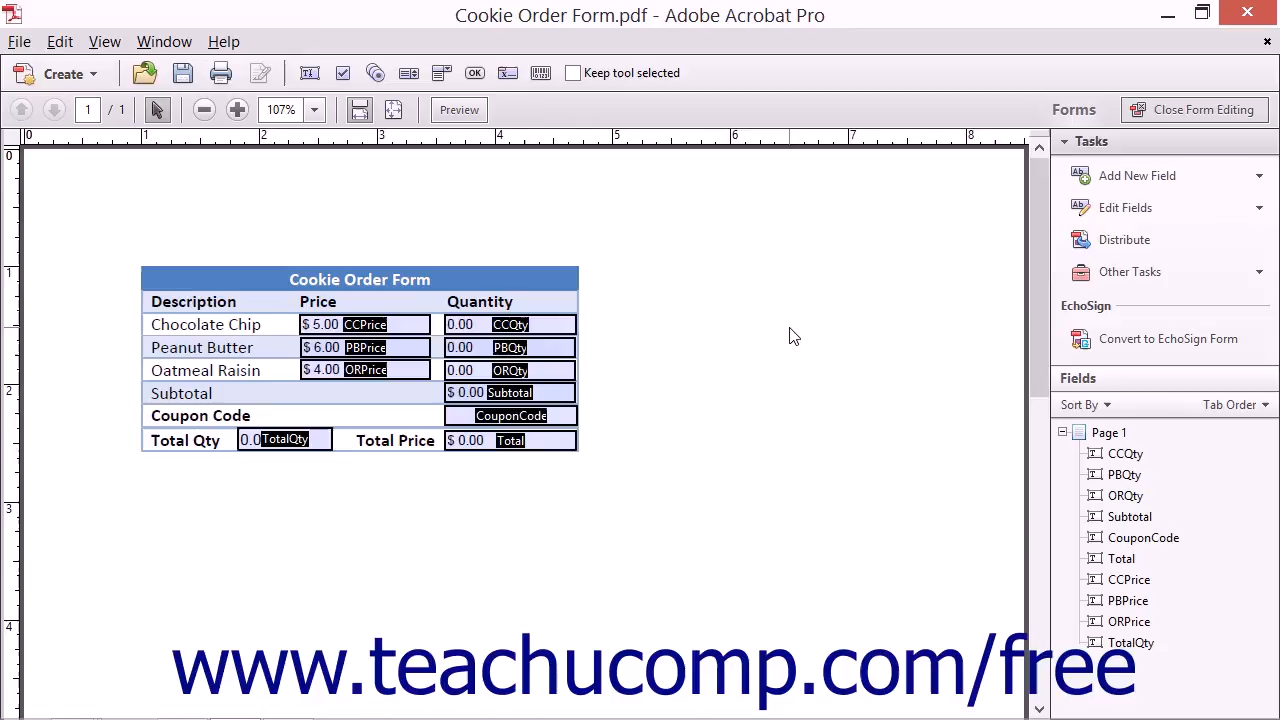 Cookie Order Form.pdf - Adobe Acrobat Pro
File Edit View Window Help
Create Keep tool selected
1 / 1 107% Preview Forms Close Form Editing
0 1 2 3 4 5 6 7 8
Tasks
0
Add New Field
Edit Fields
Distribute
1
Cookie Order Form
Other Tasks
Description Price Quantity
EchoSign
Chocolate Chip $ 5.00 CCPrice 0.00 CCQty
Convert to EchoSign Form
Peanut Butter $ 6.00 PBPrice 0.00 PBQty
Oatmeal Raisin $ 4.00 ORPrice 0.00 ORQty
Fields
2
Subtotal $ 0.00 Subtotal
Sort By Tab Order
Coupon Code CouponCode
Total Qty 0.0 TotalQty Total Price $ 0.00 Total
Page 1
CCQty
PBQty
ORQty
3
Subtotal
CouponCode
Total
CCPrice
PBPrice
4
ORPrice
TotalQty
www.teachucomp.com/free